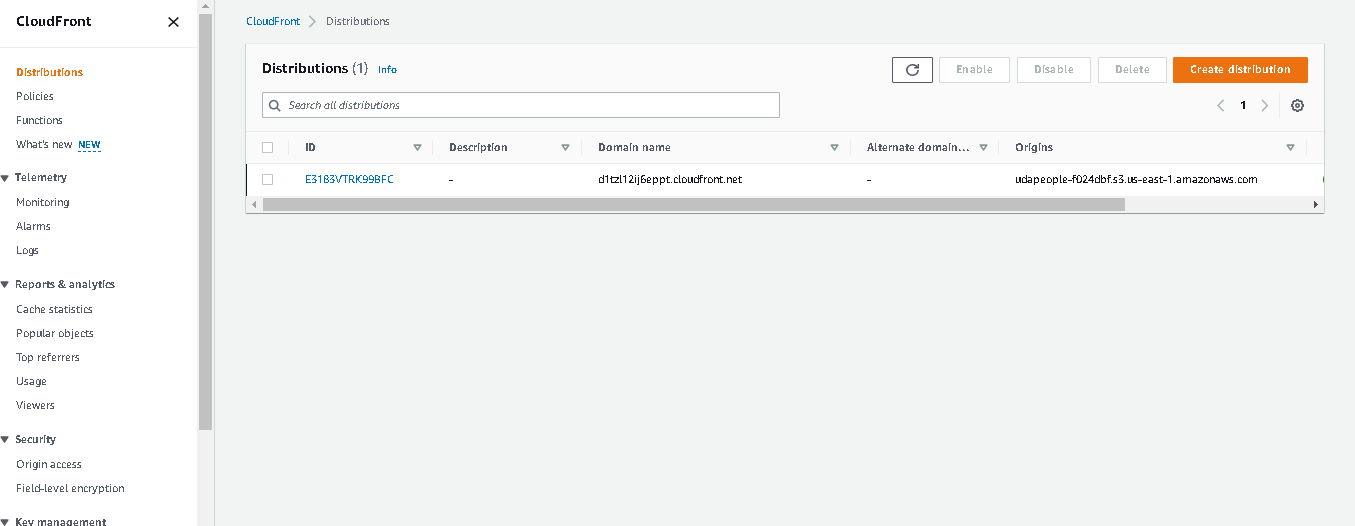 CloudFront
Distributions
Policies
Functions
What's new NEW
Telemetry
Monitoring
Alarms
Logs
Reports & analytics
Cache statistics
Popular objects
Top referrers
Usage
Viewers
Security
Origin access
Field-level encryption
Key management
CloudFront Distributions
Distributions (1) Info
Enable Disable Delete Create distribution
Search all distributions
1
ID Description Domain name Alternate domain... Origins
E3183VTRK99BFC - d1tzl12ij6eppt.cloudfront.net - udapeople-f024dbf.s3.us-east-1.amazonaws.com